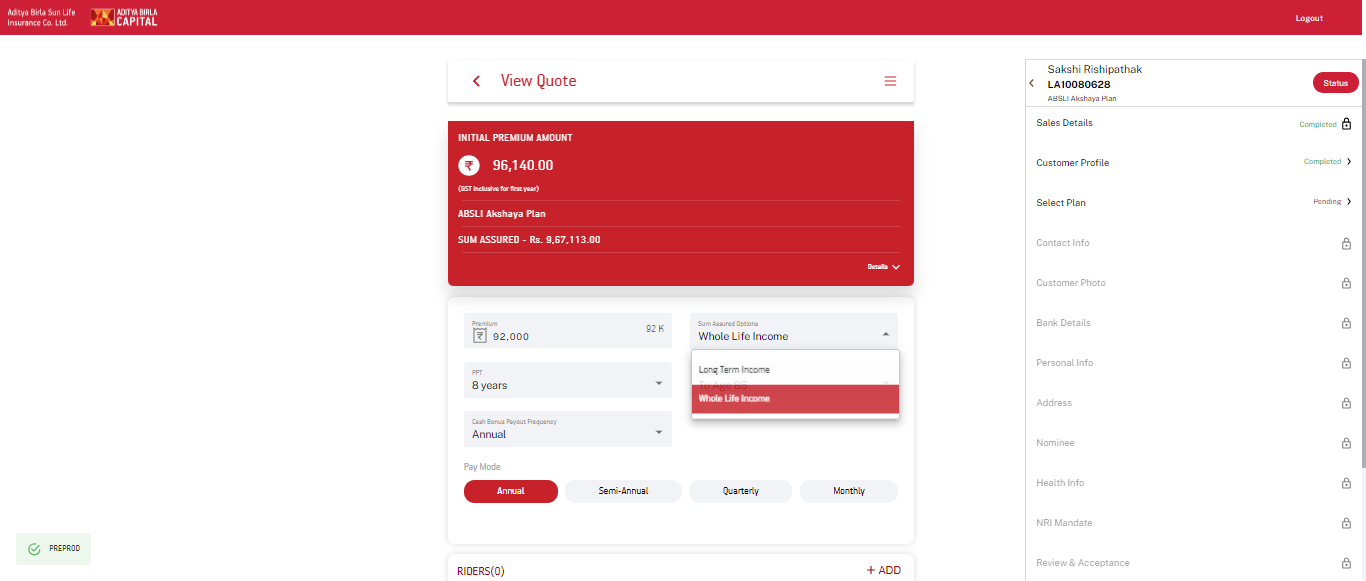 Aditya Birla Sun Life
Insurance Co. Ltd.
ADITYA BIRLA
CAPITAL
Logout
View Quote
INITIAL PREMIUM AMOUNT
₹ 96,140.00
(GST inclusive for first year)
ABSLI Akshaya Plan
SUM ASSURED - Rs. 9,67,113.00
Details
Premium
₹ 92,000
92 K
Sum Assured Options
Whole Life Income
Long Term Income
To Age 85
Whole Life Income
PPT
8 years
Cash Bonus Payout Frequency
Annual
Pay Mode
Annual
Semi-Annual
Quarterly
Monthly
RIDERS(0)
+ ADD
PREPROD
Sakshi Rishipathak
LA10080628
ABSLI Akshaya Plan
Status
Sales Details
Completed
Customer Profile
Completed
Select Plan
Pending
Contact Info
Customer Photo
Bank Details
Personal Info
Address
Nominee
Health Info
NRI Mandate
Review & Acceptance